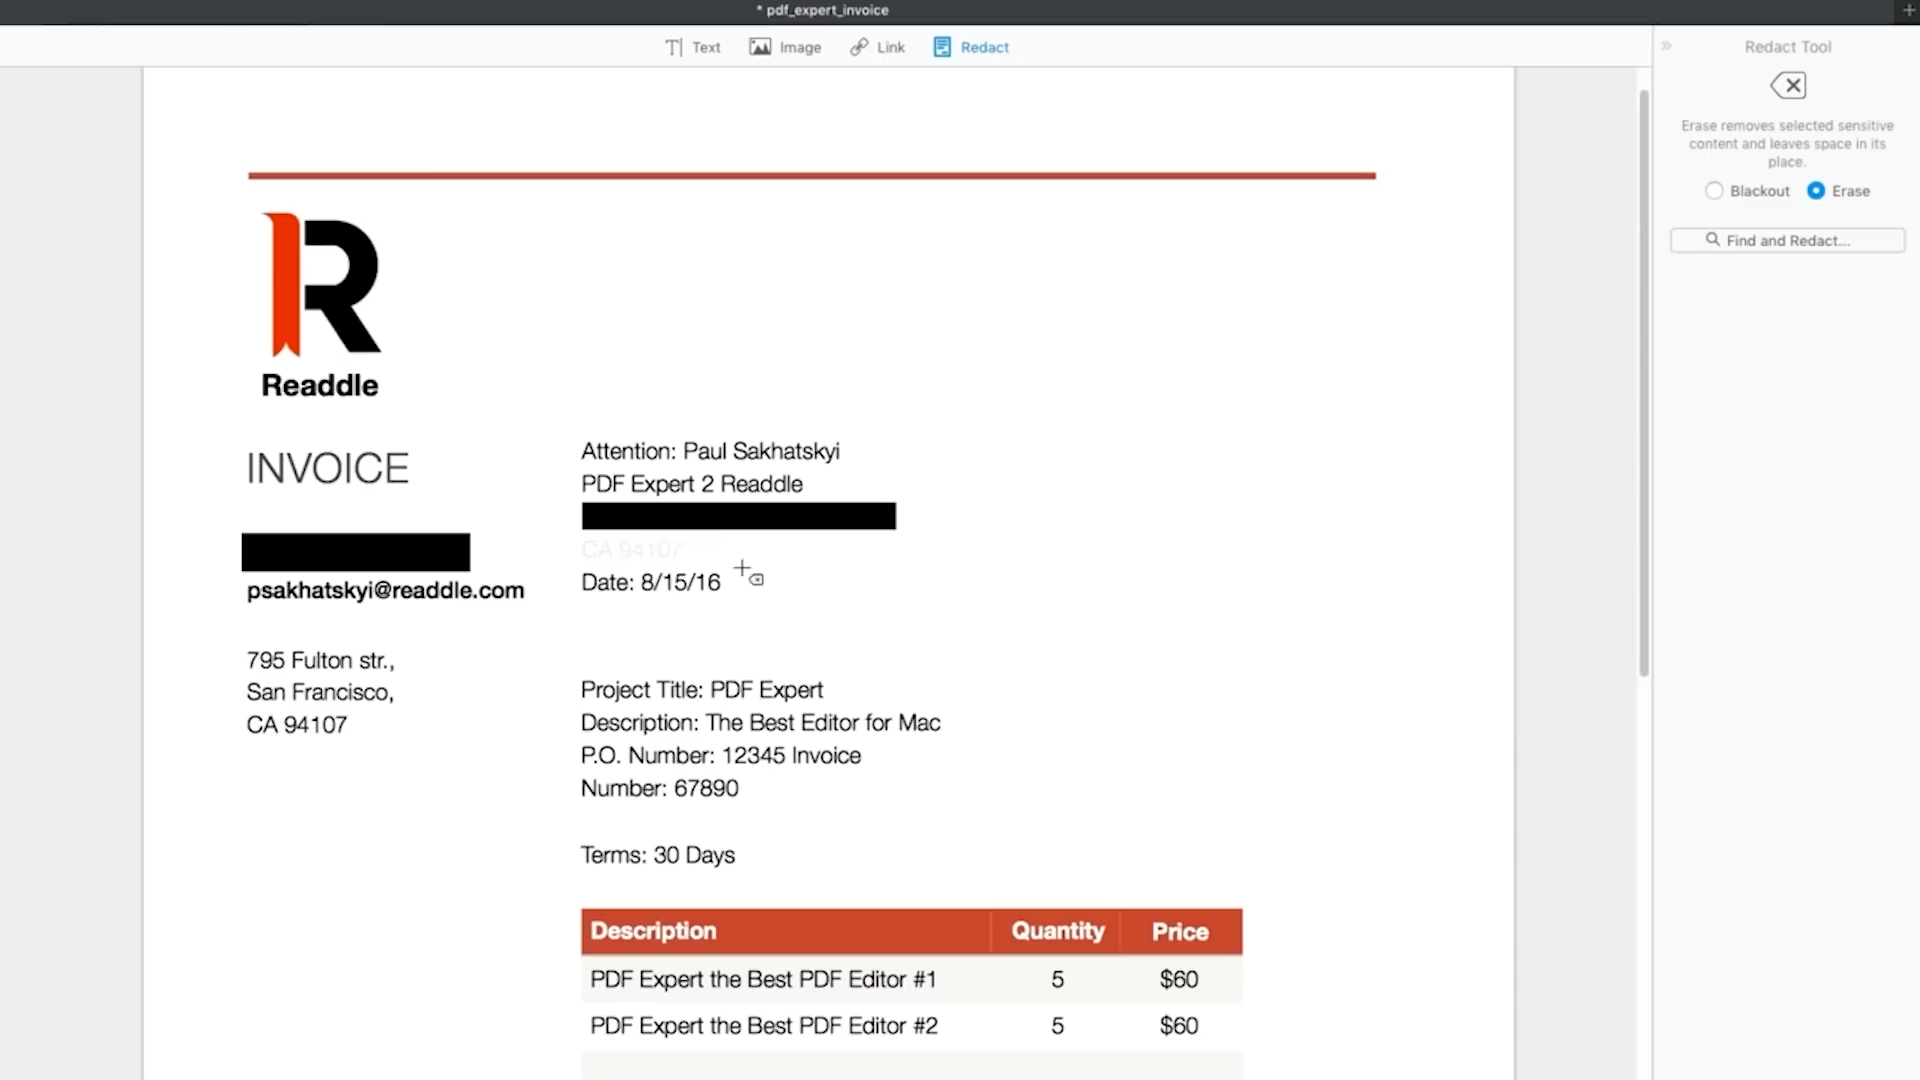 * pdf_expert_invoice
Text
Image
Link
Redact
Redact Tool
Erase removes selected sensitive
content and leaves space in its
place.
Blackout
Erase
Find and Redact...
Readdle
INVOICE
psakhatskyi@readdle.com
795 Fulton str.,
San Francisco,
CA 94107
Attention: Paul Sakhatskyi
PDF Expert 2 Readdle
CA 94107
Date: 8/15/16
Project Title: PDF Expert
Description: The Best Editor for Mac
P.O. Number: 12345 Invoice
Number: 67890
Terms: 30 Days
Description Quantity Price
PDF Expert the Best PDF Editor #1 5 $60
PDF Expert the Best PDF Editor #2 5 $60